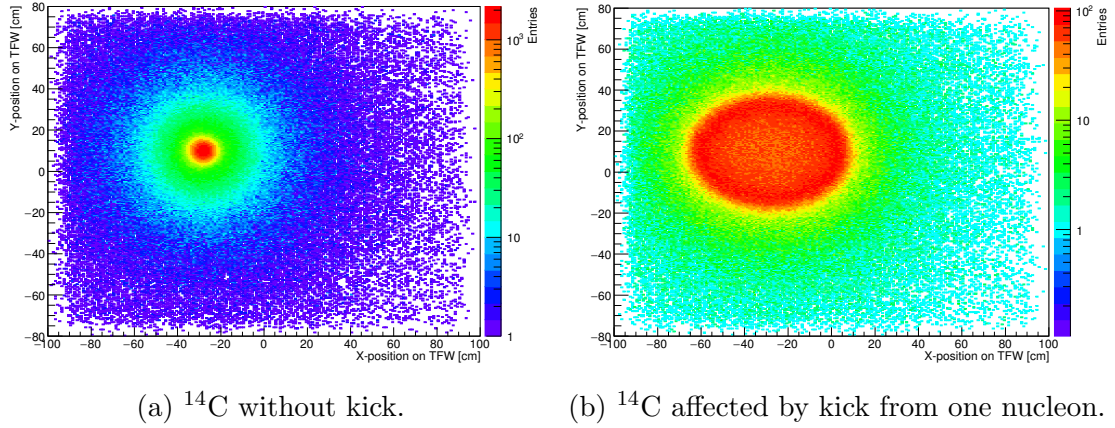 Y-position on TFW [cm]
80
60
40
20
0
−20
−40
−60
−80
−100 −80 −60 −40 −20 0 20 40 60 80 100
X-position on TFW [cm]
Entries
10³
10²
10
1
Y-position on TFW [cm]
80
60
40
20
0
−20
−40
−60
−80
−100 −80 −60 −40 −20 0 20 40 60 80 100
X-position on TFW [cm]
Entries
10²
10
1
(a) ¹⁴C without kick.
(b) ¹⁴C affected by kick from one nucleon.